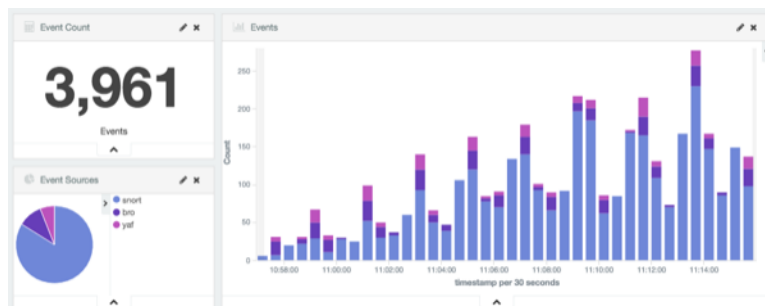 Event Count
3,961
Events
Event Sources
snort
bro
yaf
Events
Count
250
200
150
100
50
0
10:58:00 11:00:00 11:02:00 11:04:00 11:06:00 11:08:00 11:10:00 11:12:00 11:14:00
timestamp per 30 seconds